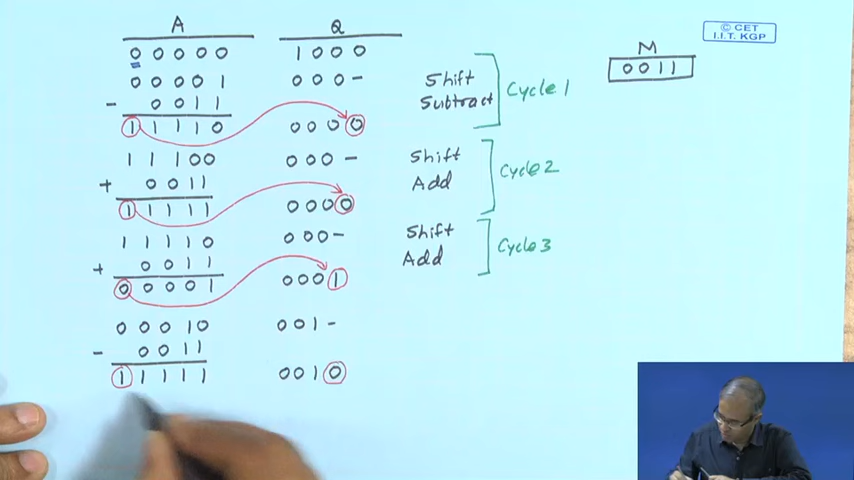 A Q
© CET
I.I.T. KGP
M
0 0 0 0 0 1 0 0 0
0 0 1 1
0 0 0 0 1 0 0 0 - Shift
- 0 0 1 1 Subtract Cycle 1
1 1 1 1 0 0 0 0 0
1 1 1 0 0 0 0 0 - Shift
+ 0 0 1 1 Add Cycle 2
1 1 1 1 1 0 0 0 0
1 1 1 1 0 0 0 0 - Shift
+ 0 0 1 1 Add Cycle 3
0 0 0 0 1 0 0 0 1
0 0 0 1 0 0 0 1 -
- 0 0 1 1
1 1 1 1 1 0 0 1 0